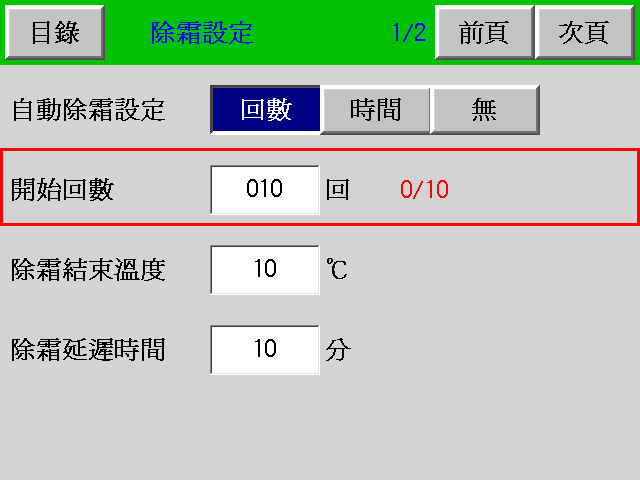 目錄 除霜設定 1/2 前頁 次頁
自動除霜設定 回數 時間 無
開始回數 010 回 0/10
除霜結束溫度 10 ℃
除霜延遲時間 10 分